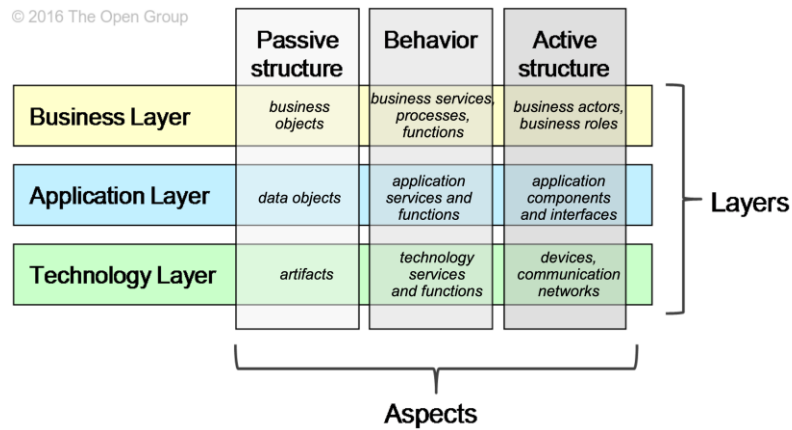 © 2016 The Open Group
Passive
structure
Behavior
Active
structure
Business Layer
business
objects
business services,
processes,
functions
business actors,
business roles
Application Layer
data objects
application
services and
functions
application
components
and interfaces
Technology Layer
artifacts
technology
services
and functions
devices,
communication
networks
Layers
Aspects